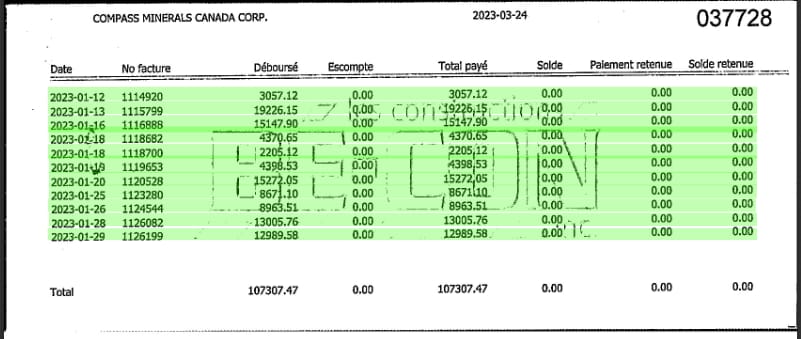 COMPASS MINERALS CANADA CORP. 2023-03-24 037728
Date No facture Déboursé Escompte Total payé Solde Paiement retenue Solde retenue
2023-01-12 1114920 3057.12 0.00 3057.12 0.00 0.00 0.00
2023-01-13 1115799 19226.15 0.00 19226.15 0.00 0.00 0.00
2023-01-16 1116888 15147.90 0.00 15147.90 0.00 0.00 0.00
2023-01-18 1118682 4370.65 0.00 4370.65 0.00 0.00 0.00
2023-01-18 1118700 2205.12 0.00 2205.12 0.00 0.00 0.00
2023-01-19 1119653 4398.53 0.00 4398.53 0.00 0.00 0.00
2023-01-20 1120528 15272.05 0.00 15272.05 0.00 0.00 0.00
2023-01-25 1123280 8671.10 0.00 8671.10 0.00 0.00 0.00
2023-01-26 1124544 8963.51 0.00 8963.51 0.00 0.00 0.00
2023-01-28 1126082 13005.76 0.00 13005.76 0.00 0.00 0.00
2023-01-29 1126199 12989.58 0.00 12989.58 0.00 0.00 0.00
les construction
BECON
inc.
Total 107307.47 0.00 107307.47 0.00 0.00 0.00